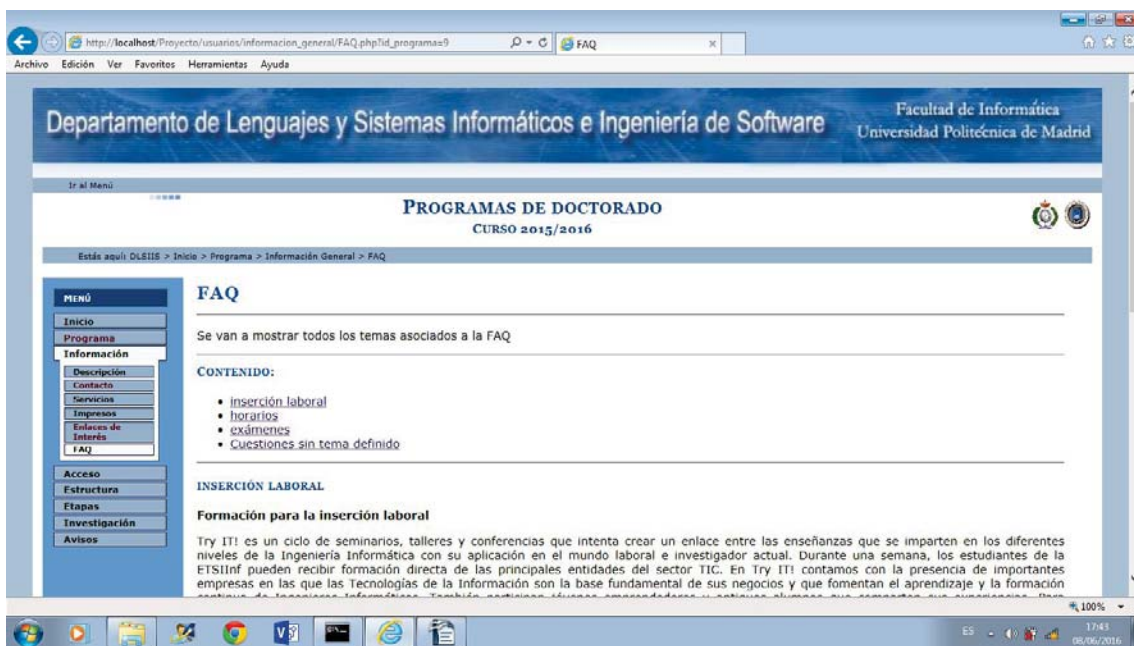 http://localhost/Proyecto/usuarios/informacion_general/FAQ.php?id_programa=9
FAQ
Archivo Edición Ver Favoritos Herramientas Ayuda
Departamento de Lenguajes y Sistemas Informáticos e Ingeniería de Software
Facultad de Informática
Universidad Politécnica de Madrid
Ir al Menú
PROGRAMAS DE DOCTORADO
CURSO 2015/2016
Estás aquí: DLSIIS > Inicio > Programa > Información General > FAQ
MENÚ
Inicio
Programa
Información
Descripción
Contacto
Servicios
Impresos
Enlaces de
Interés
FAQ
Acceso
Estructura
Etapas
Investigación
Avisos
FAQ
Se van a mostrar todos los temas asociados a la FAQ
CONTENIDO:
inserción laboral
horarios
exámenes
Cuestiones sin tema definido
INSERCIÓN LABORAL
Formación para la inserción laboral
Try IT! es un ciclo de seminarios, talleres y conferencias que intenta crear un enlace entre las enseñanzas que se imparten en los diferentes
niveles de la Ingeniería Informática con su aplicación en el mundo laboral e investigador actual. Durante una semana, los estudiantes de la
ETSIInf pueden recibir formación directa de las principales entidades del sector TIC. En Try IT! contamos con la presencia de importantes
empresas en las que las Tecnologías de la Información son la base fundamental de sus negocios y que fomentan el aprendizaje y la formación
100%
ES
17:43
08/06/2016